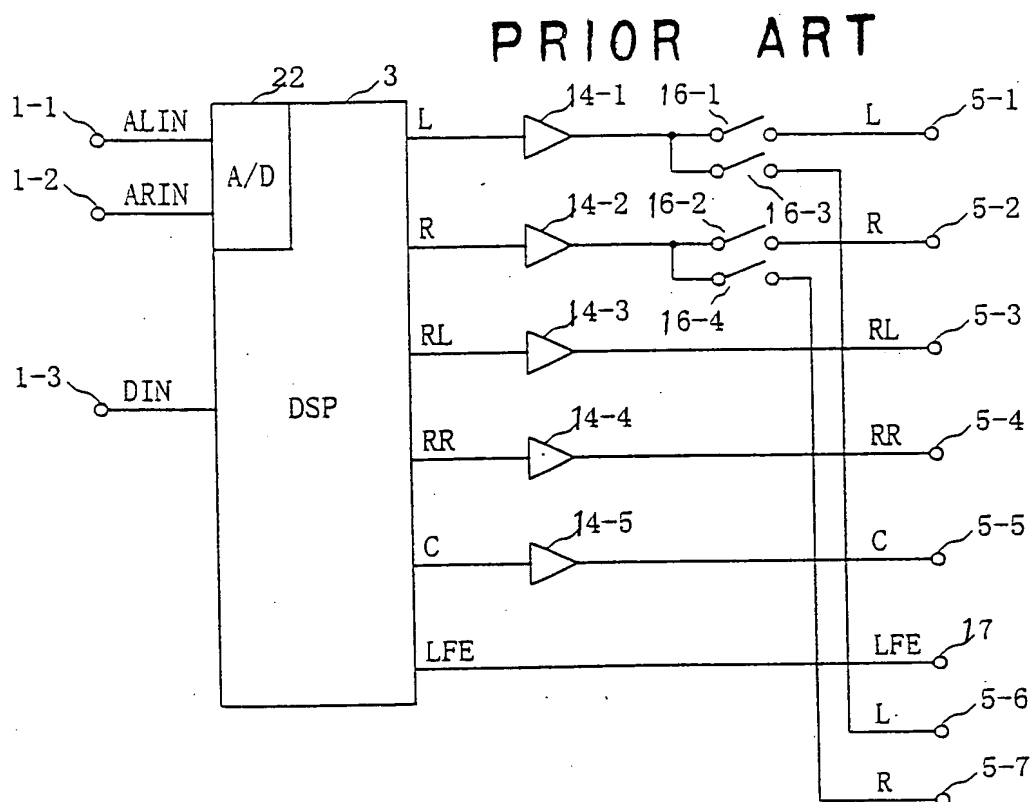 PRIOR ART
22 3 14-1 16-1 5-1
1-1 ALIN L L
A/D
1-2 ARIN 14-2 16-2 16-3 5-2
R R
14-3 16-4 5-3
RL RL
1-3 DIN DSP
14-4 5-4
RR RR
14-5 5-5
C C
LFE LFE 17
L 5-6
R 5-7